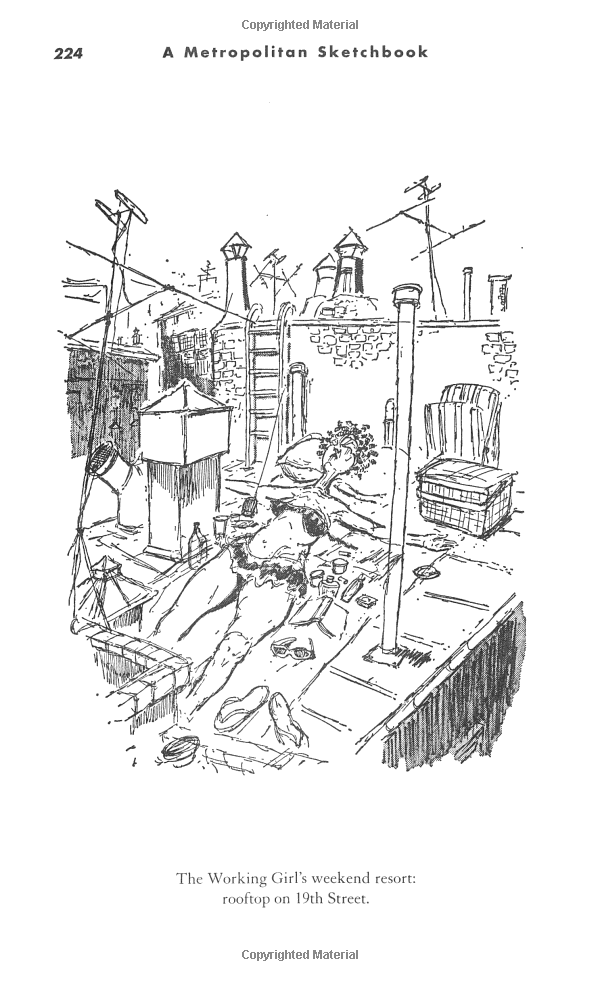 Copyrighted Material
224 A Metropolitan Sketchbook
The Working Girl's weekend resort:
rooftop on 19th Street.
Copyrighted Material